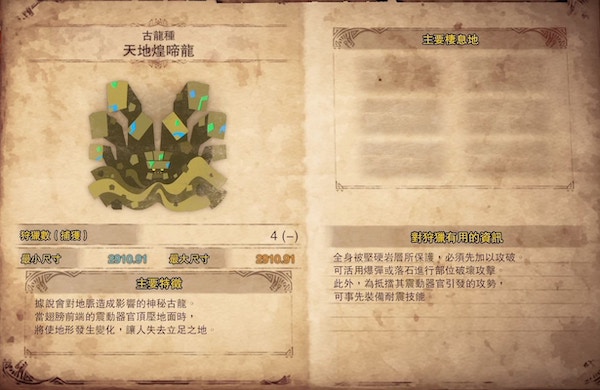 古龍種
天地煌啼龍
狩獵數（捕獲） 4 (–)
最小尺寸 2910.91 最大尺寸 2910.91
主要特徵
據說會對地脈造成影響的神秘古龍。
當翅膀前端的震動器官頂壓地面時，
將使地形發生變化，讓人失去立足之地。
主要棲息地
對狩獵有用的資訊
全身被堅硬岩層所保護，必須先加以攻破。
可活用爆彈或落石進行部位破壞攻擊
此外，為抵擋其震動器官引發的攻勢，
可事先裝備耐震技能